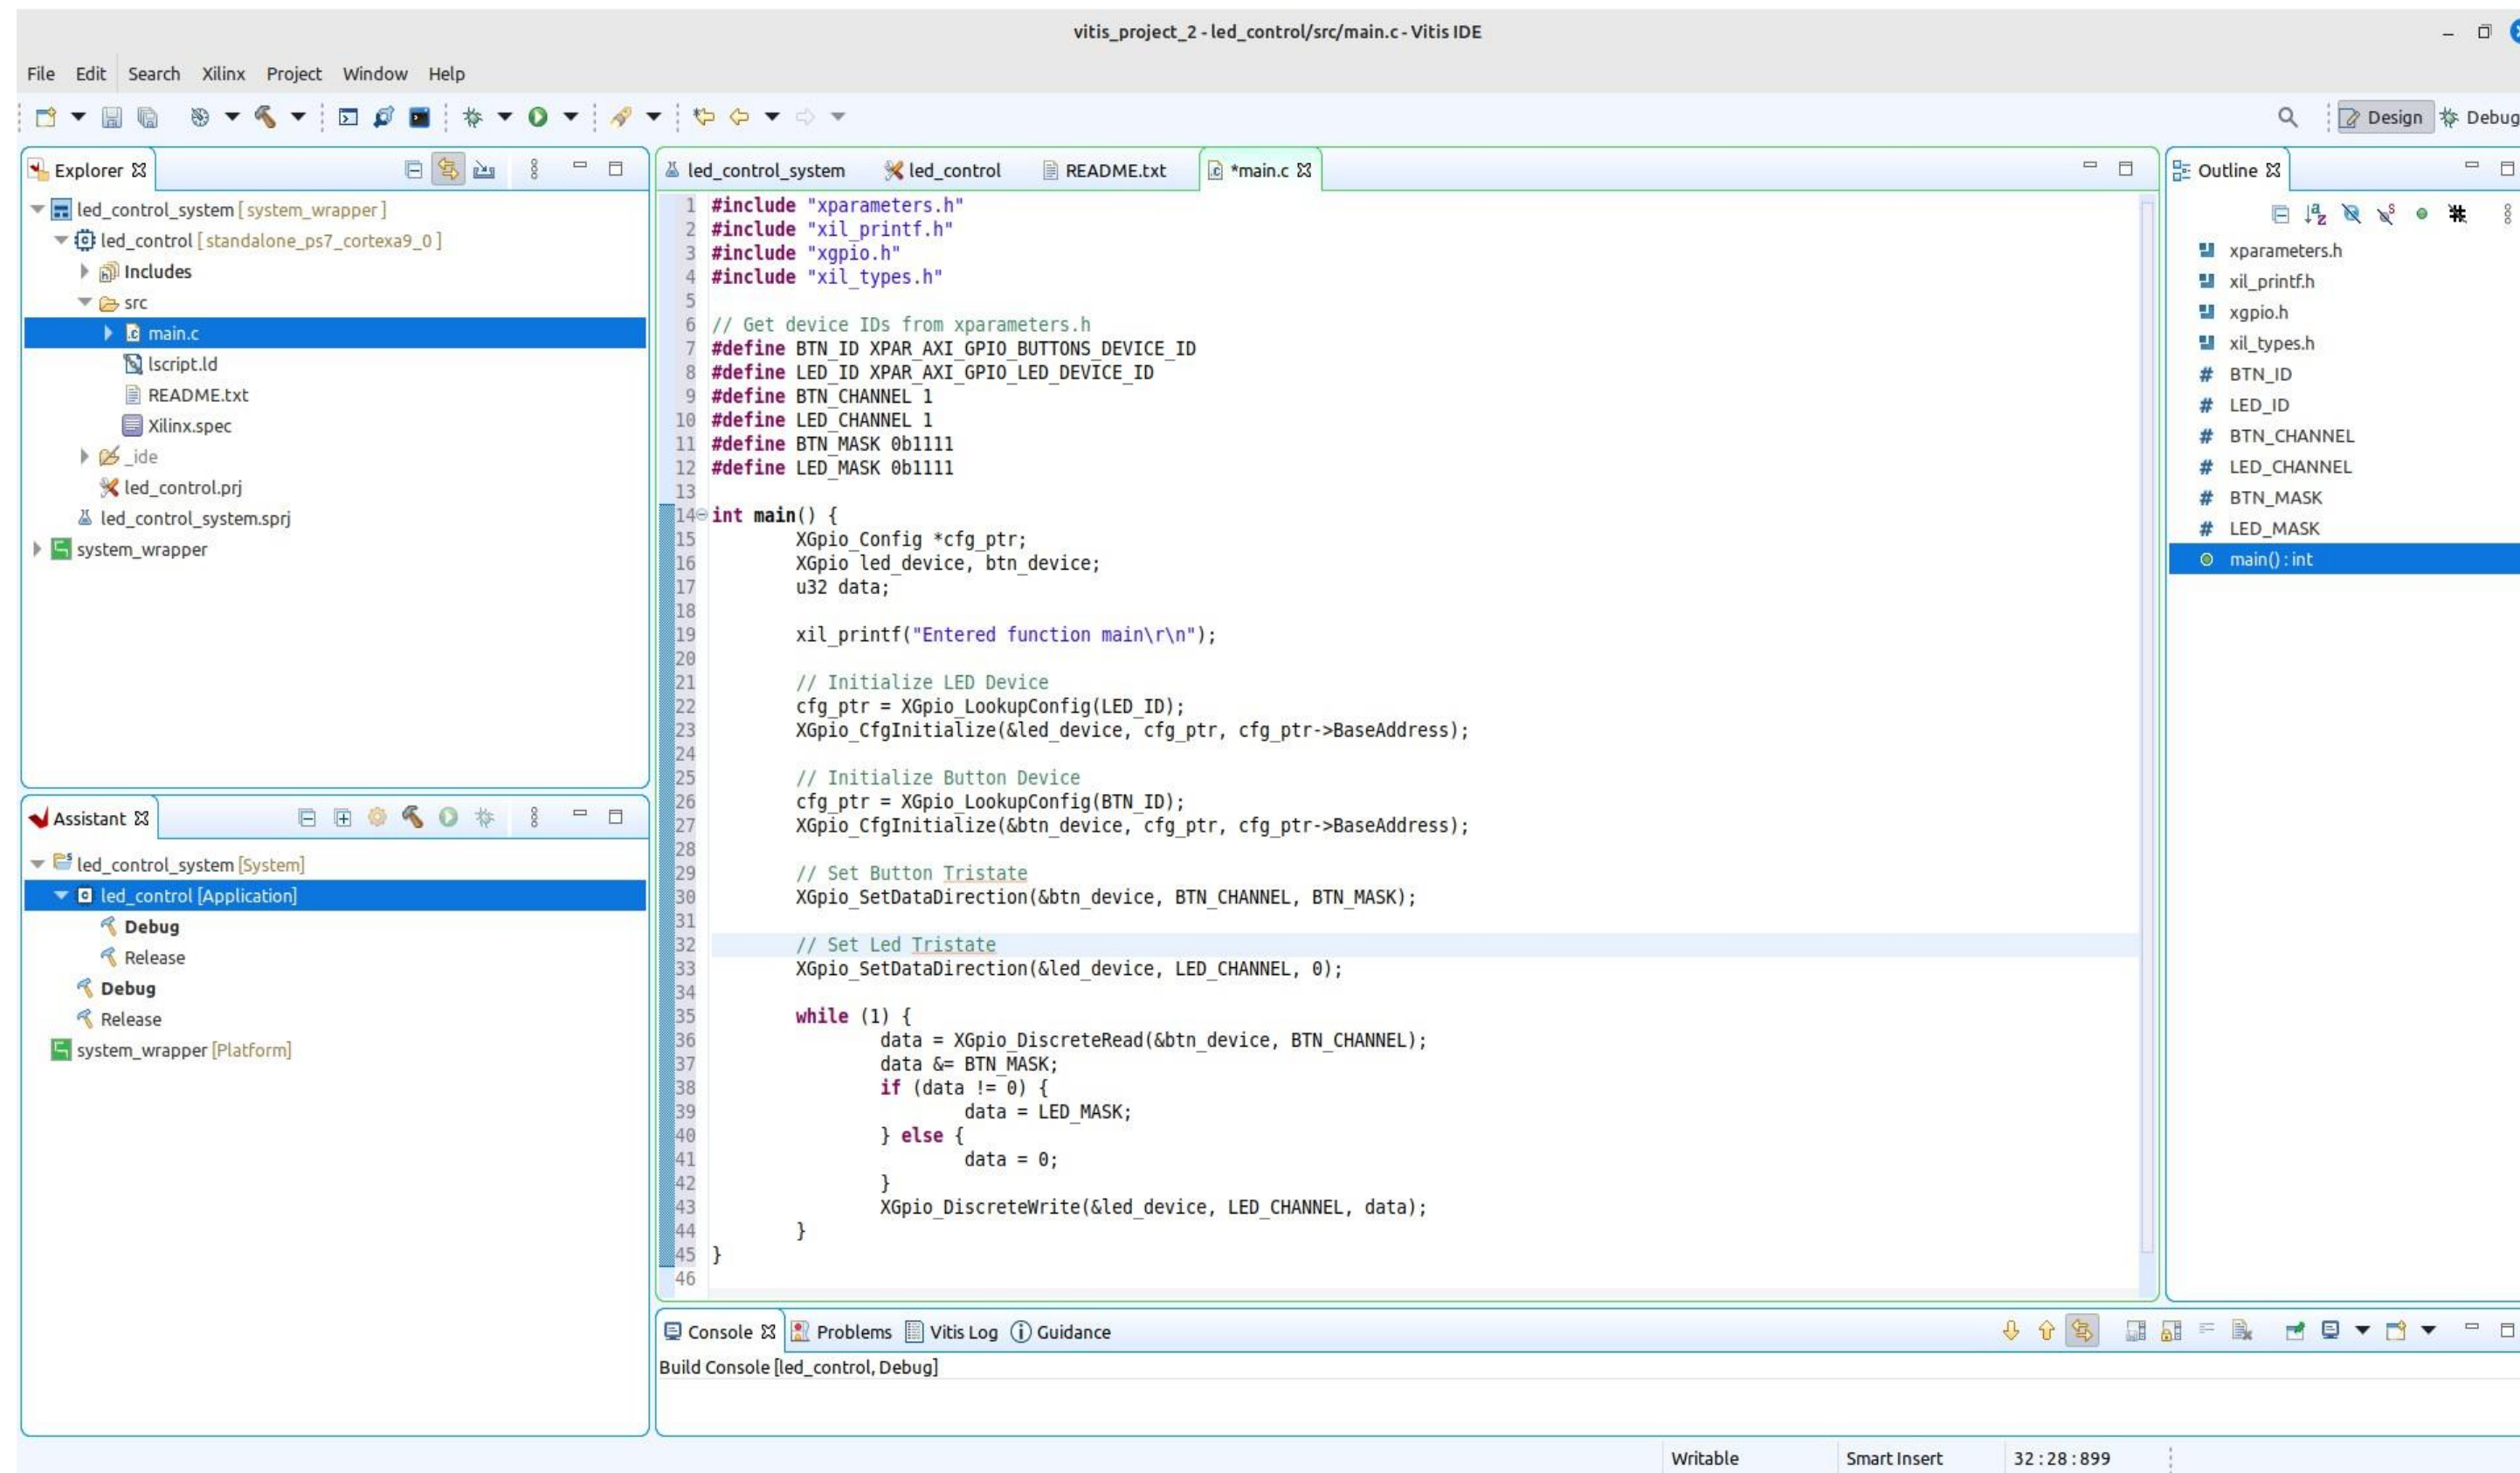 vitis_project_2 - led_control/src/main.c - Vitis IDE
File Edit Search Xilinx Project Window Help
Design Debug
Explorer
led_control_system [ system_wrapper ]
led_control [ standalone_ps7_cortexa9_0 ]
Includes
src
main.c
lscript.ld
README.txt
Xilinx.spec
_ide
led_control.prj
led_control_system.sprj
system_wrapper
Assistant
led_control_system [System]
led_control [Application]
Debug
Release
Debug
Release
system_wrapper [Platform]
led_control_system led_control README.txt *main.c
1 #include "xparameters.h"
2 #include "xil_printf.h"
3 #include "xgpio.h"
4 #include "xil_types.h"
5
6 // Get device IDs from xparameters.h
7 #define BTN_ID XPAR_AXI_GPIO_BUTTONS_DEVICE_ID
8 #define LED_ID XPAR_AXI_GPIO_LED_DEVICE_ID
9 #define BTN_CHANNEL 1
10 #define LED_CHANNEL 1
11 #define BTN_MASK 0b1111
12 #define LED_MASK 0b1111
13
14 int main() {
15 XGpio_Config *cfg_ptr;
16 XGpio led_device, btn_device;
17 u32 data;
18
19 xil_printf("Entered function main\r\n");
20
21 // Initialize LED Device
22 cfg_ptr = XGpio_LookupConfig(LED_ID);
23 XGpio_CfgInitialize(&led_device, cfg_ptr, cfg_ptr->BaseAddress);
24
25 // Initialize Button Device
26 cfg_ptr = XGpio_LookupConfig(BTN_ID);
27 XGpio_CfgInitialize(&btn_device, cfg_ptr, cfg_ptr->BaseAddress);
28
29 // Set Button Tristate
30 XGpio_SetDataDirection(&btn_device, BTN_CHANNEL, BTN_MASK);
31
32 // Set Led Tristate
33 XGpio_SetDataDirection(&led_device, LED_CHANNEL, 0);
34
35 while (1) {
36 data = XGpio_DiscreteRead(&btn_device, BTN_CHANNEL);
37 data &= BTN_MASK;
38 if (data != 0) {
39 data = LED_MASK;
40 } else {
41 data = 0;
42 }
43 XGpio_DiscreteWrite(&led_device, LED_CHANNEL, data);
44 }
45 }
46
Outline
xparameters.h
xil_printf.h
xgpio.h
xil_types.h
# BTN_ID
# LED_ID
# BTN_CHANNEL
# LED_CHANNEL
# BTN_MASK
# LED_MASK
main() : int
Console Problems Vitis Log Guidance
Build Console [led_control, Debug]
Writable Smart Insert 32 : 28 : 899